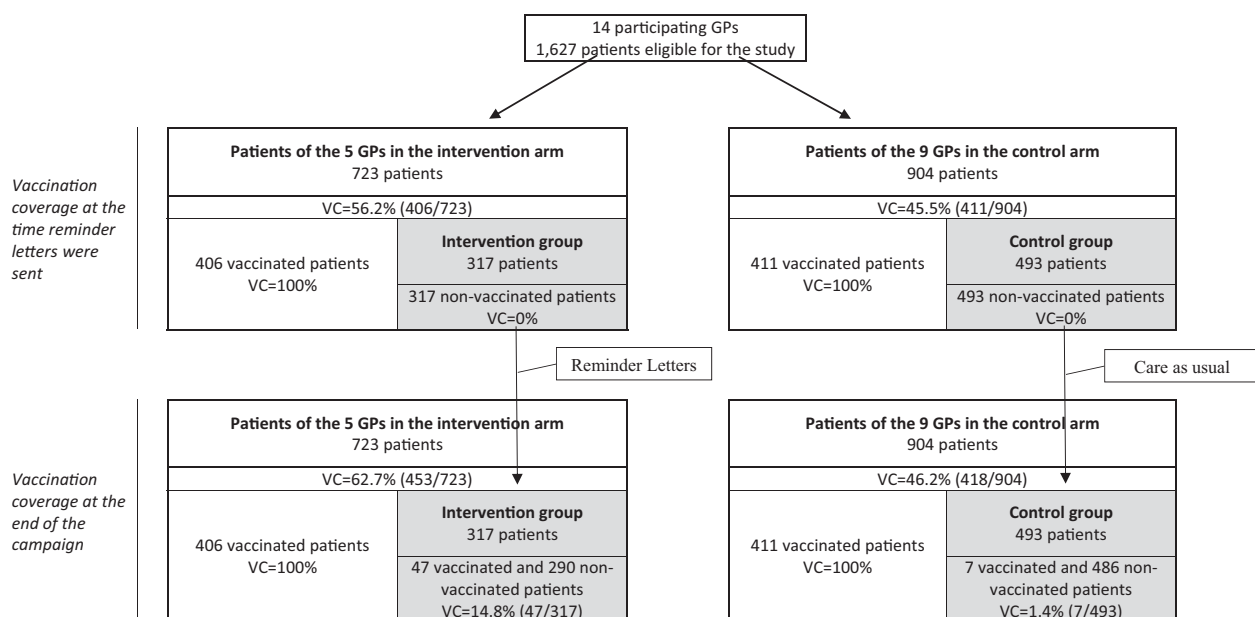 14 participating GPs
1,627 patients eligible for the study
Vaccination
coverage at the
time reminder
letters were
sent
Patients of the 5 GPs in the intervention arm
723 patients
VC=56.2% (406/723)
406 vaccinated patients
VC=100%
Intervention group
317 patients
317 non-vaccinated patients
VC=0%
Patients of the 9 GPs in the control arm
904 patients
VC=45.5% (411/904)
411 vaccinated patients
VC=100%
Control group
493 patients
493 non-vaccinated patients
VC=0%
Reminder Letters
Care as usual
Vaccination
coverage at the
end of the
campaign
Patients of the 5 GPs in the intervention arm
723 patients
VC=62.7% (453/723)
406 vaccinated patients
VC=100%
Intervention group
317 patients
47 vaccinated and 290 non-
vaccinated patients
VC=14.8% (47/317)
Patients of the 9 GPs in the control arm
904 patients
VC=46.2% (418/904)
411 vaccinated patients
VC=100%
Control group
493 patients
7 vaccinated and 486 non-
vaccinated patients
VC=1.4% (7/493)